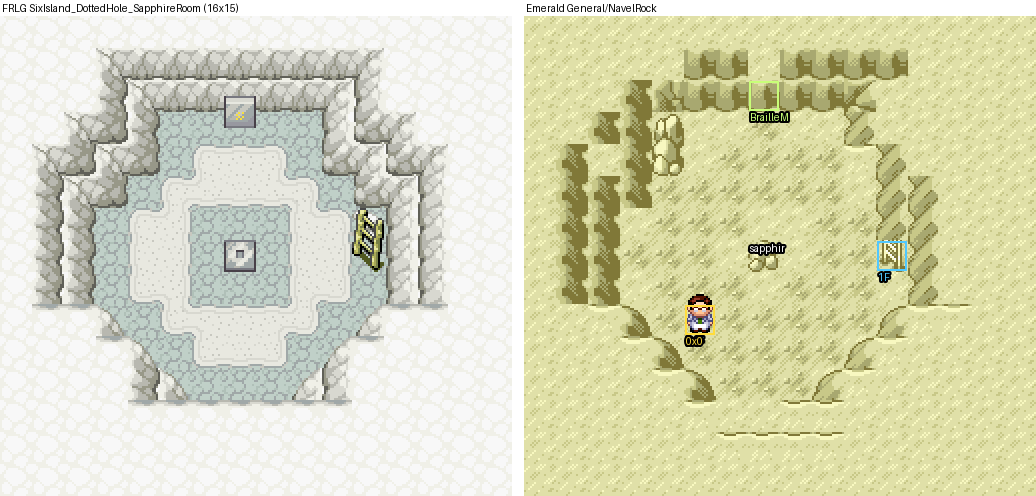 FRLG SixIsland_DottedHole_SapphireRoom (16x15)
Emerald General/NavelRock
BrailleM
sapphir
1F
0x0